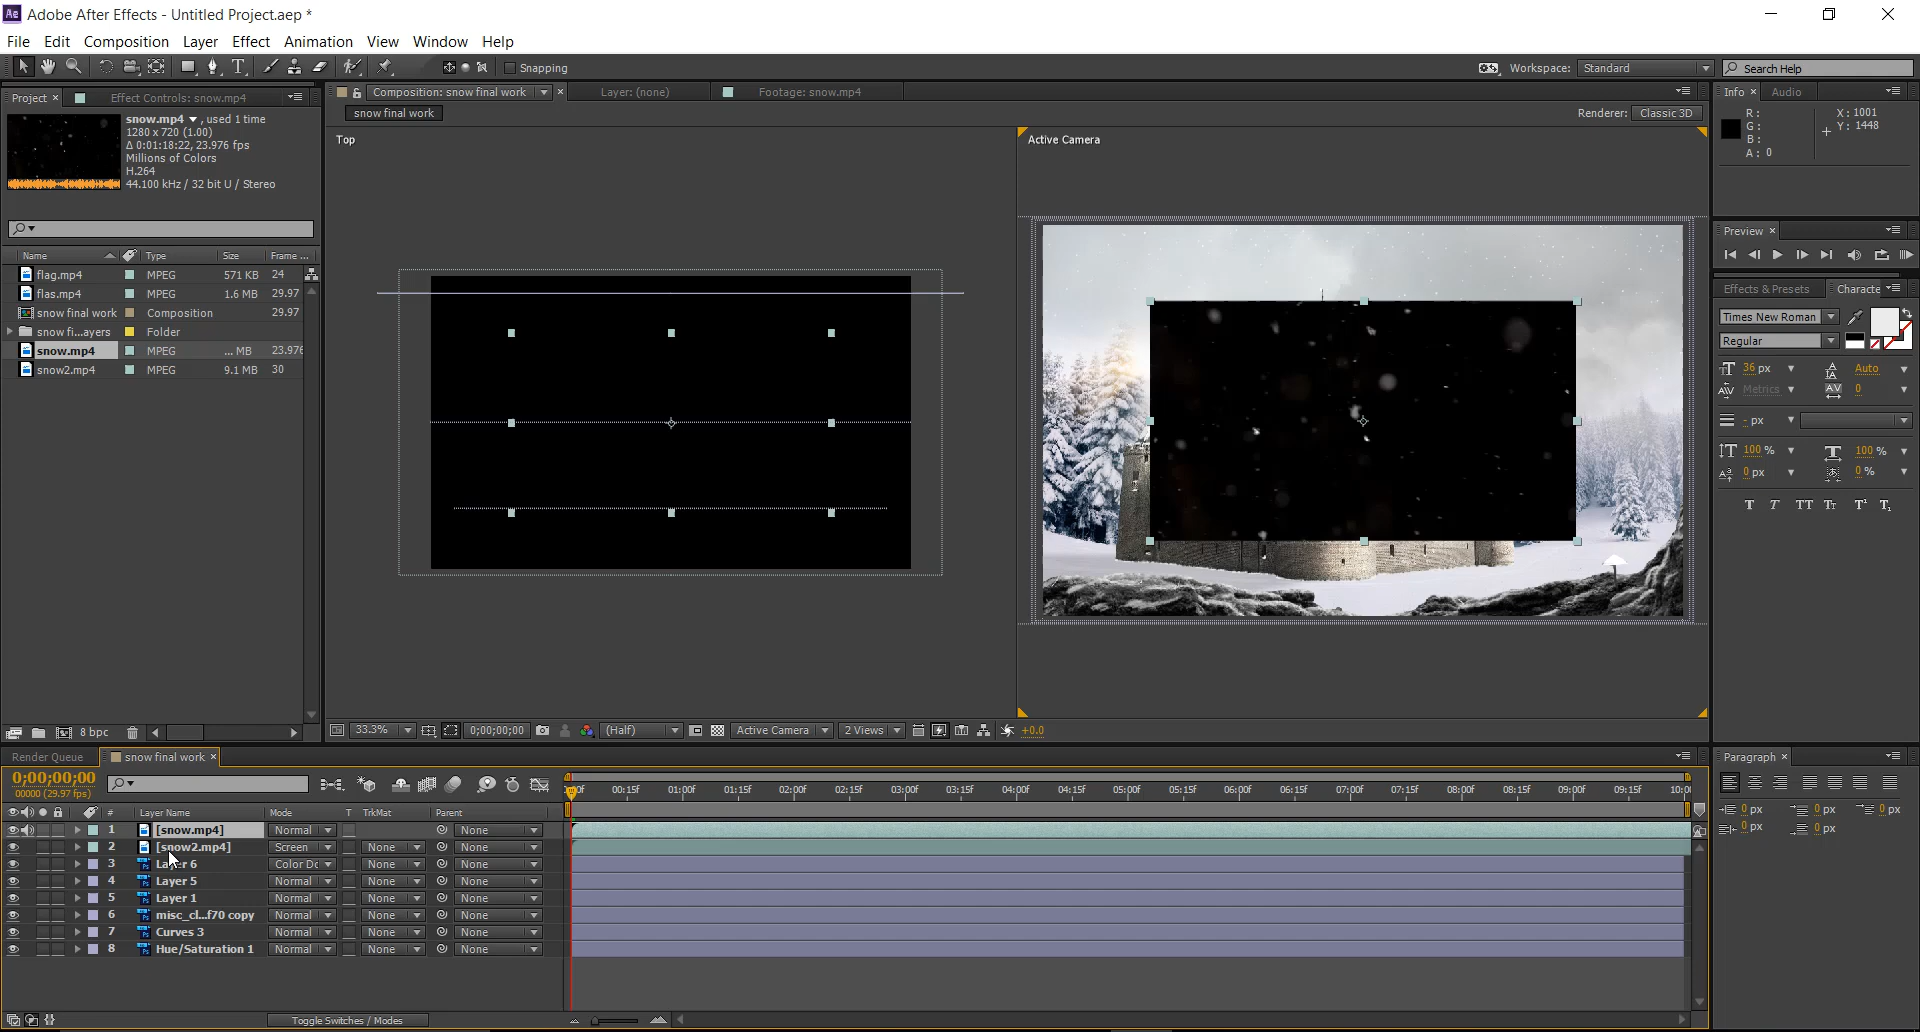 Adobe After Effects - Untitled Project.aep *
File Edit Composition Layer Effect Animation View Window Help
Snapping
Workspace: Standard
Search Help
Project × Effect Controls: snow.mp4
Composition: snow final work × Layer: (none) Footage: snow.mp4
Info × Audio
snow.mp4 ▼ , used 1 time
1280 x 720 (1.00)
Δ 0:01:18:22, 23.976 fps
Millions of Colors
H.264
44.100 kHz / 32 bit U / Stereo
snow final work
Renderer: Classic 3D
Top
Active Camera
R:
G:
B:
A: 0
X: 1001
Y: 1448
Preview ×
Name Type Size Frame ...
flag.mp4 MPEG 571 KB 24
flas.mp4 MPEG 1.6 MB 29.97
snow final work Composition 29.97
snow fi...ayers Folder
snow.mp4 MPEG ... MB 23.976
snow2.mp4 MPEG 9.1 MB 30
Effects & Presets Characte
Times New Roman
Regular
36 px Auto
Metrics 0
- px
100 % 100 %
0 px 0 %
T T TT Tr T¹ T₁
8 bpc
33.3% 0;00;00;00 (Half) Active Camera 2 Views +0.0
Render Queue snow final work ×
0;00;00;00
00000 (29.97 fps)
00:15f 01:00f 01:15f 02:00f 02:15f 03:00f 03:15f 04:00f 04:15f 05:00f 05:15f 06:00f 06:15f 07:00f 07:15f 08:00f 08:15f 09:00f 09:15f 10:0
# Layer Name Mode T TrkMat Parent
1 [snow.mp4] Normal None
2 [snow2.mp4] Screen None None
3 Layer 6 Color Do None None
4 Layer 5 Normal None None
5 Layer 1 Normal None None
6 misc_cl...f70 copy Normal None None
7 Curves 3 Normal None None
8 Hue/Saturation 1 Normal None None
Toggle Switches / Modes
Paragraph ×
0 px 0 px 0 px
0 px 0 px